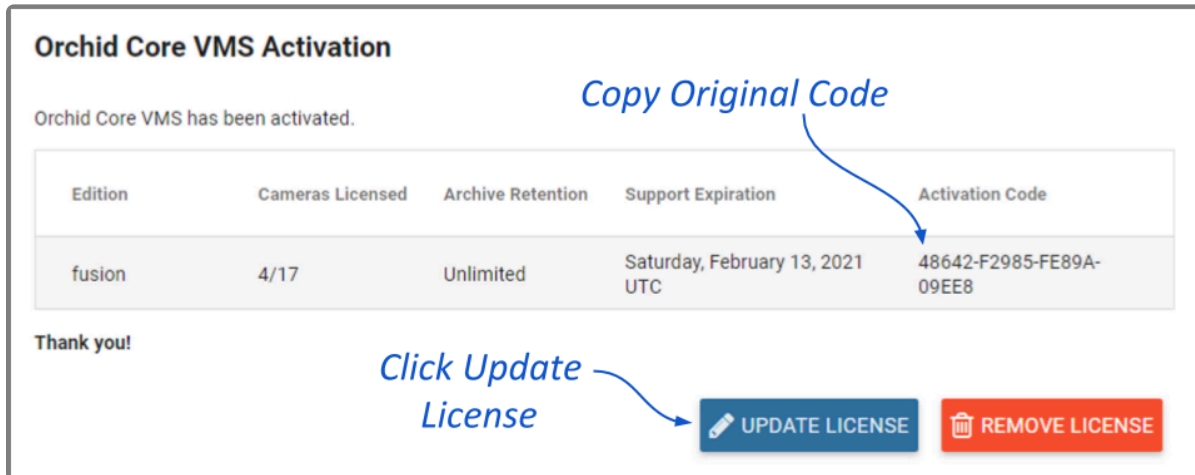 Orchid Core VMS Activation
Copy Original Code
Orchid Core VMS has been activated.
Edition Cameras Licensed Archive Retention Support Expiration Activation Code
fusion 4/17 Unlimited Saturday, February 13, 2021 48642-F2985-FE89A-
UTC 09EE8
Thank you!
Click Update
License
UPDATE LICENSE REMOVE LICENSE